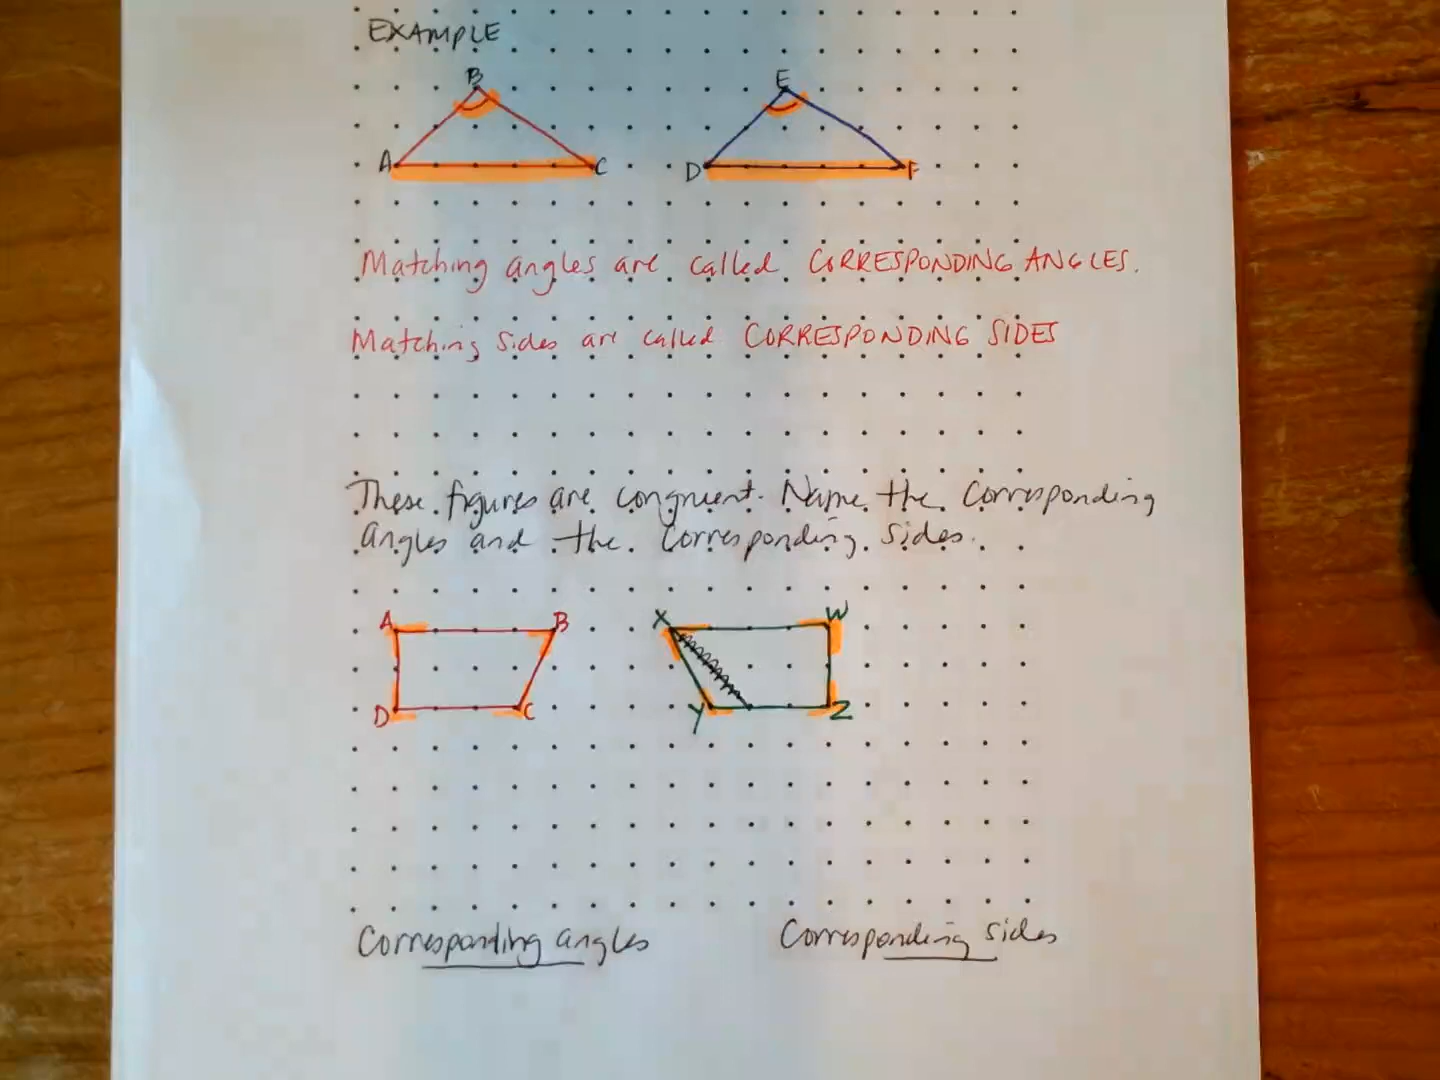 EXAMPLE
B
E
A
C
D
F
Matching angles are called CORRESPONDING ANGLES.
Matching sides are called CORRESPONDING SIDES
These figures are congruent. Name the corresponding
angles and the corresponding sides.
A
B
X
W
D
C
Y
Z
Corresponding angles
Corresponding sides